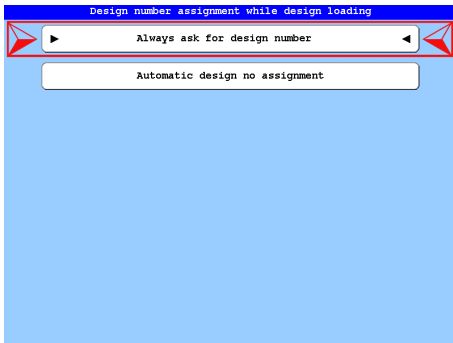 Design number assignment while design loading
Always ask for design number
Automatic design no assignment